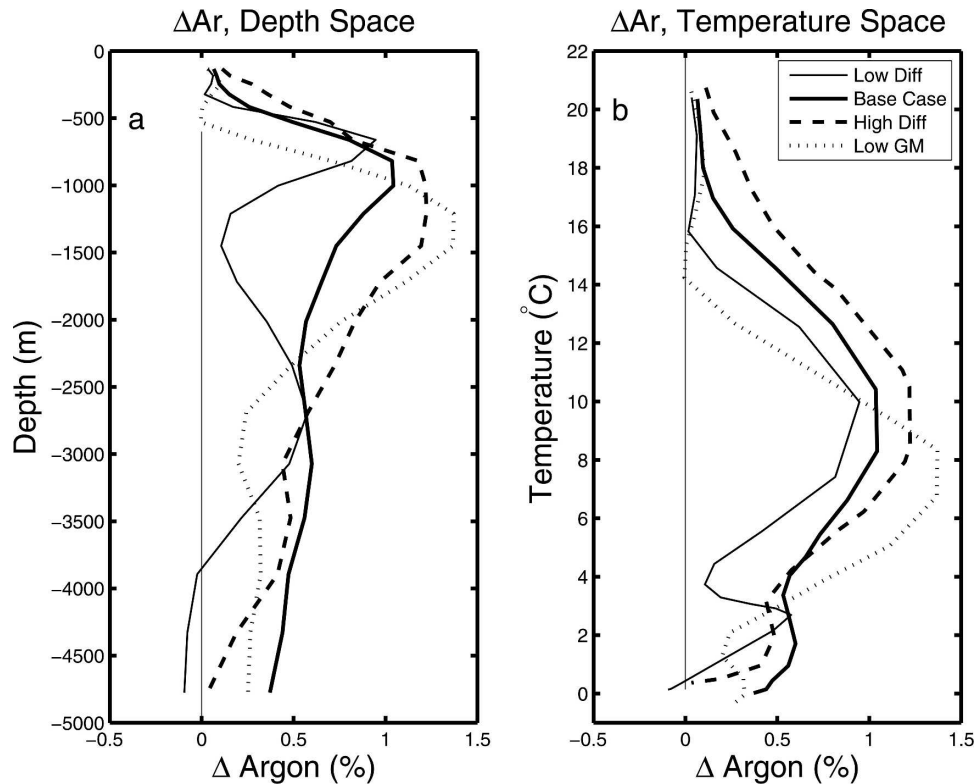 ΔAr, Depth Space
0
−500
−1000
−1500
−2000
−2500
−3000
−3500
−4000
−4500
−5000
Depth (m)
a
−0.5 0 0.5 1 1.5
Δ Argon (%)
ΔAr, Temperature Space
22
20
18
16
14
12
10
8
6
4
2
0
Temperature (°C)
b
Low Diff
Base Case
High Diff
Low GM
−0.5 0 0.5 1 1.5
Δ Argon (%)